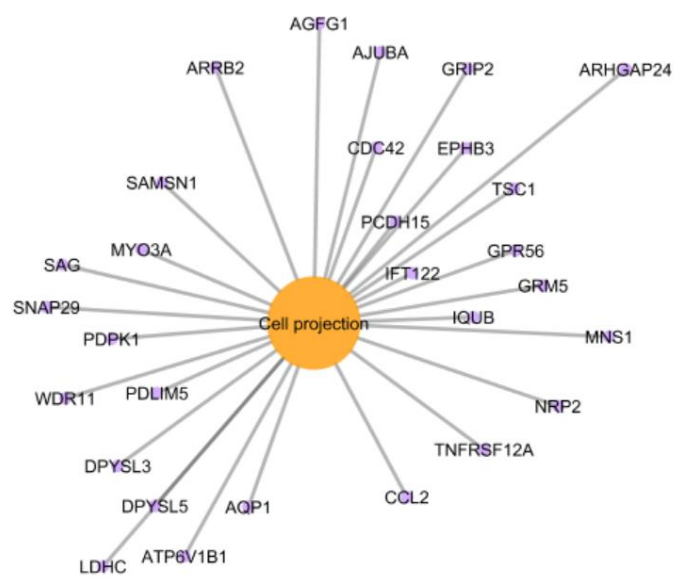 AGFG1
AJUBA
ARRB2
GRIP2
ARHGAP24
CDC42
EPHB3
SAMSN1
TSC1
PCDH15
MYO3A
GPR56
SAG
IFT122
GRM5
SNAP29
IQUB
Cell projection
PDPK1
MNS1
WDR11
PDLIM5
NRP2
TNFRSF12A
DPYSL3
CCL2
DPYSL5
AQP1
ATP6V1B1
LDHC